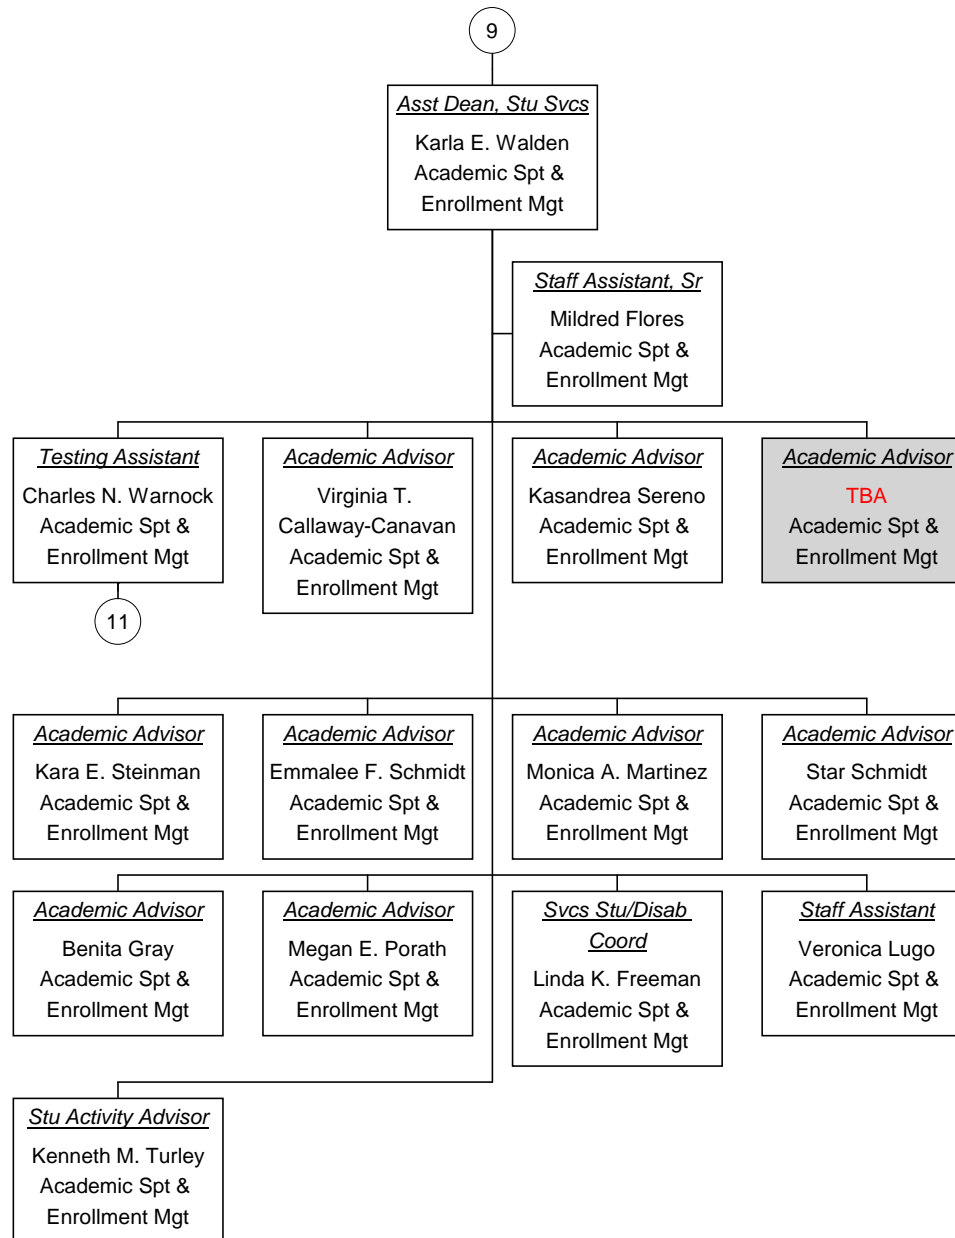 9
Asst Dean, Stu Svcs
Karla E. Walden
Academic Spt &
Enrollment Mgt
Staff Assistant, Sr
Mildred Flores
Academic Spt &
Enrollment Mgt
Testing Assistant
Charles N. Warnock
Academic Spt &
Enrollment Mgt
11
Academic Advisor
Virginia T.
Callaway-Canavan
Academic Spt &
Enrollment Mgt
Academic Advisor
Kasandrea Sereno
Academic Spt &
Enrollment Mgt
Academic Advisor
TBA
Academic Spt &
Enrollment Mgt
Academic Advisor
Kara E. Steinman
Academic Spt &
Enrollment Mgt
Academic Advisor
Emmalee F. Schmidt
Academic Spt &
Enrollment Mgt
Academic Advisor
Monica A. Martinez
Academic Spt &
Enrollment Mgt
Academic Advisor
Star Schmidt
Academic Spt &
Enrollment Mgt
Academic Advisor
Benita Gray
Academic Spt &
Enrollment Mgt
Academic Advisor
Megan E. Porath
Academic Spt &
Enrollment Mgt
Svcs Stu/Disab
Coord
Linda K. Freeman
Academic Spt &
Enrollment Mgt
Staff Assistant
Veronica Lugo
Academic Spt &
Enrollment Mgt
Stu Activity Advisor
Kenneth M. Turley
Academic Spt &
Enrollment Mgt